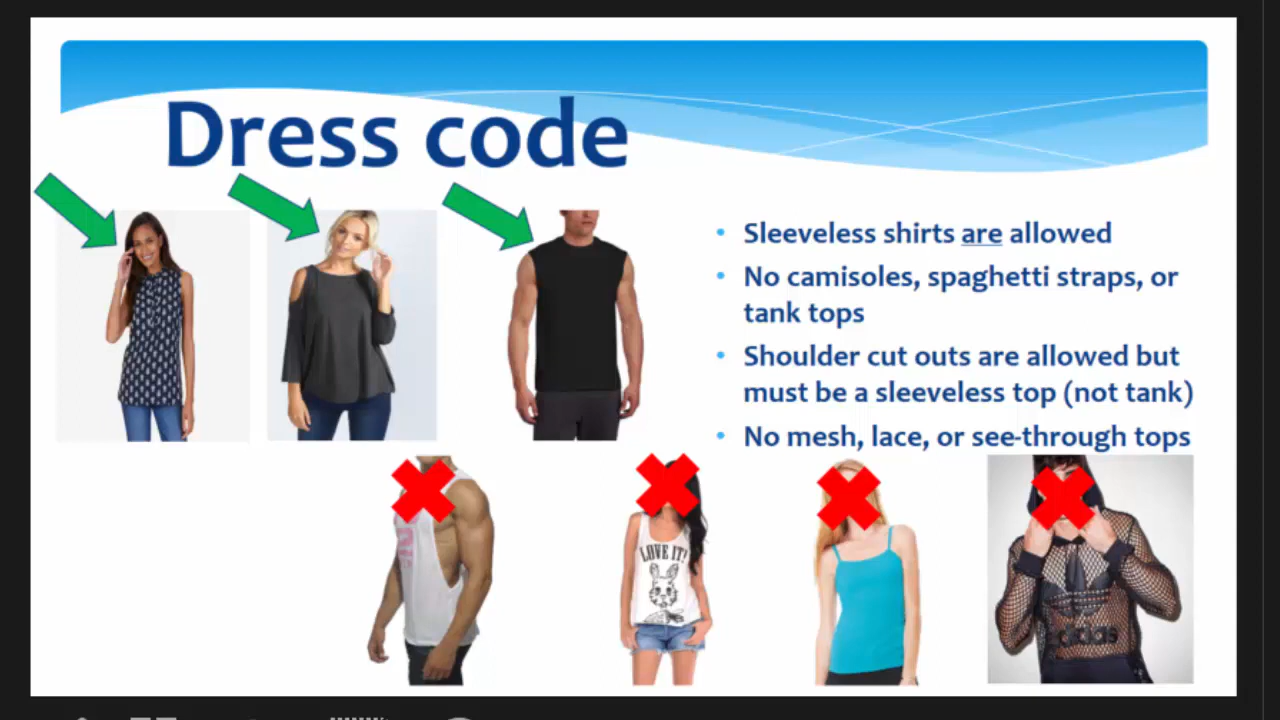 Dress code
Sleeveless shirts are allowed
No camisoles, spaghetti straps, or
tank tops
Shoulder cut outs are allowed but
must be a sleeveless top (not tank)
No mesh, lace, or see-through tops
LOVE IT!
adidas